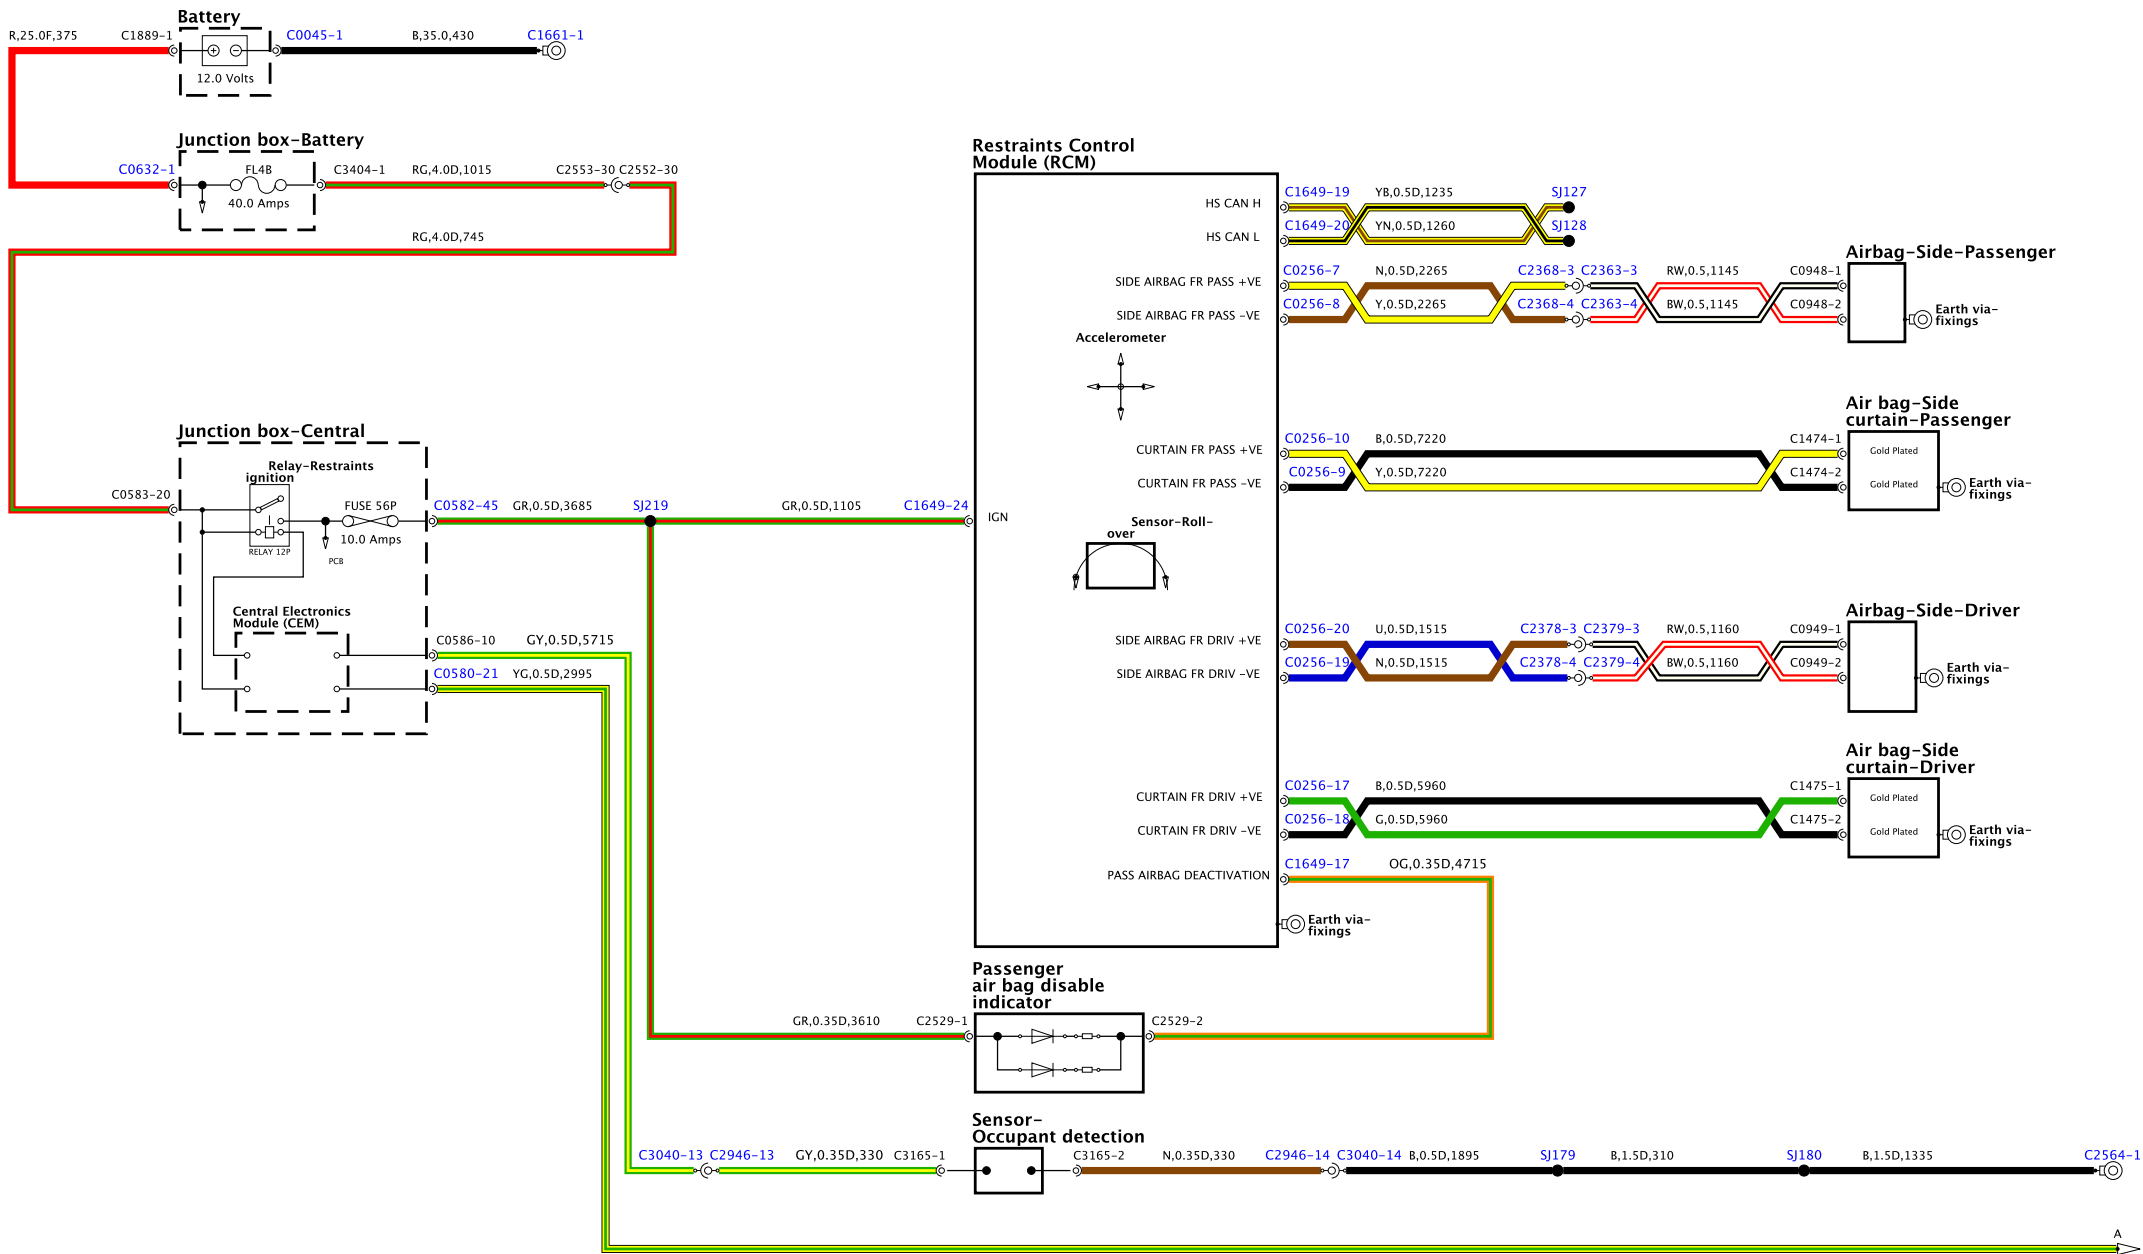 Battery
R,25.0F,375
C1889-1
C0045-1
B,35.0,430
C1661-1
12.0 Volts
Junction box-Battery
C0632-1
FL4B
C3404-1
RG,4.0D,1015
C2553-30
C2552-30
40.0 Amps
RG,4.0D,745
Junction box-Central
Relay-Restraints
ignition
C0583-20
FUSE 56P
C0582-45
GR,0.5D,3685
SJ219
GR,0.5D,1105
C1649-24
10.0 Amps
RELAY 12P
PCB
Central Electronics
Module (CEM)
C0586-10
GY,0.5D,5715
C0580-21
YG,0.5D,2995
Restraints Control
Module (RCM)
HS CAN H
C1649-19
YB,0.5D,1235
SJ127
HS CAN L
C1649-20
YN,0.5D,1260
SJ128
SIDE AIRBAG FR PASS +VE
C0256-7
N,0.5D,2265
C2368-3
C2363-3
RW,0.5,1145
C0948-1
SIDE AIRBAG FR PASS -VE
C0256-8
Y,0.5D,2265
C2368-4
C2363-4
BW,0.5,1145
C0948-2
Airbag-Side-Passenger
Earth via-
fixings
Accelerometer
Air bag-Side
curtain-Passenger
CURTAIN FR PASS +VE
C0256-10
B,0.5D,7220
C1474-1
Gold Plated
CURTAIN FR PASS -VE
C0256-9
Y,0.5D,7220
C1474-2
Gold Plated
Earth via-
fixings
IGN
Sensor-Roll-
over
Airbag-Side-Driver
SIDE AIRBAG FR DRIV +VE
C0256-20
U,0.5D,1515
C2378-3
C2379-3
RW,0.5,1160
C0949-1
SIDE AIRBAG FR DRIV -VE
C0256-19
N,0.5D,1515
C2378-4
C2379-4
BW,0.5,1160
C0949-2
Earth via-
fixings
Air bag-Side
curtain-Driver
CURTAIN FR DRIV +VE
C0256-17
B,0.5D,5960
C1475-1
Gold Plated
CURTAIN FR DRIV -VE
C0256-18
G,0.5D,5960
C1475-2
Gold Plated
Earth via-
fixings
PASS AIRBAG DEACTIVATION
C1649-17
OG,0.35D,4715
Earth via-
fixings
Passenger
air bag disable
indicator
GR,0.35D,3610
C2529-1
C2529-2
Sensor-
Occupant detection
C3040-13
C2946-13
GY,0.35D,330
C3165-1
C3165-2
N,0.35D,330
C2946-14
C3040-14
B,0.5D,1895
SJ179
B,1.5D,310
SJ180
B,1.5D,1335
C2564-1
A